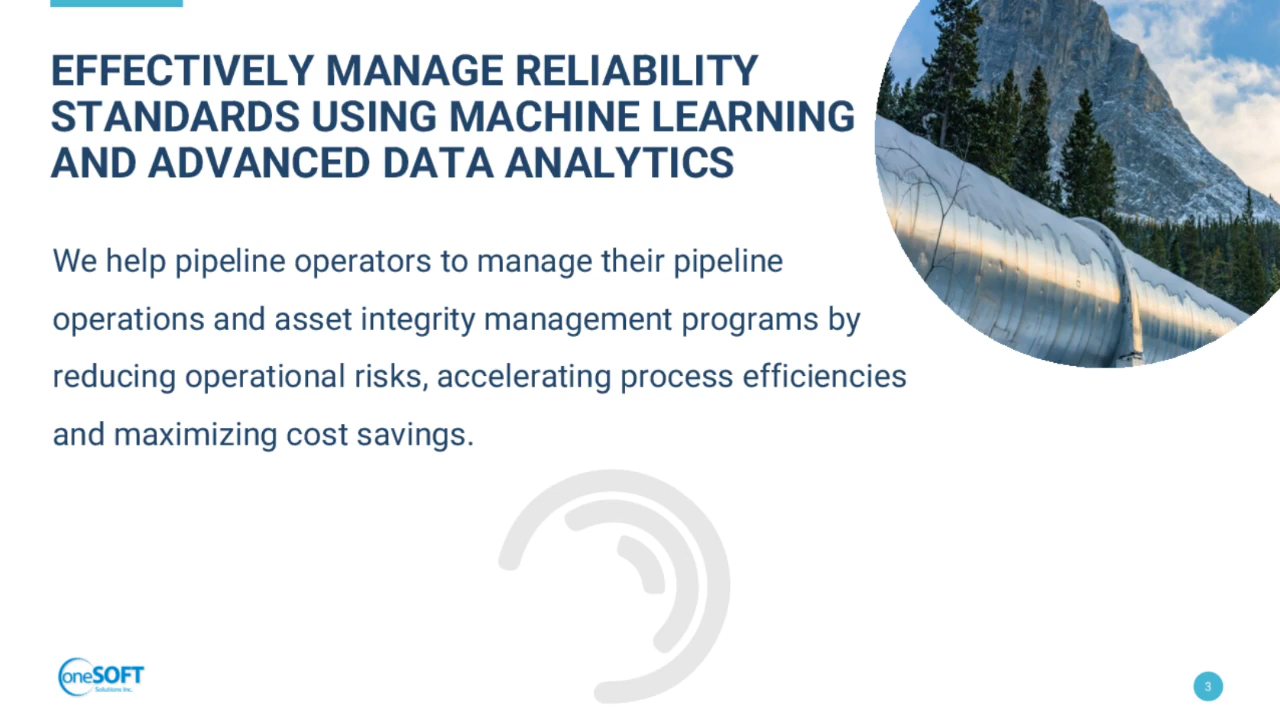 EFFECTIVELY MANAGE RELIABILITY
STANDARDS USING MACHINE LEARNING
AND ADVANCED DATA ANALYTICS
We help pipeline operators to manage their pipeline
operations and asset integrity management programs by
reducing operational risks, accelerating process efficiencies
and maximizing cost savings.
oneSOFT
Solutions Inc.
3